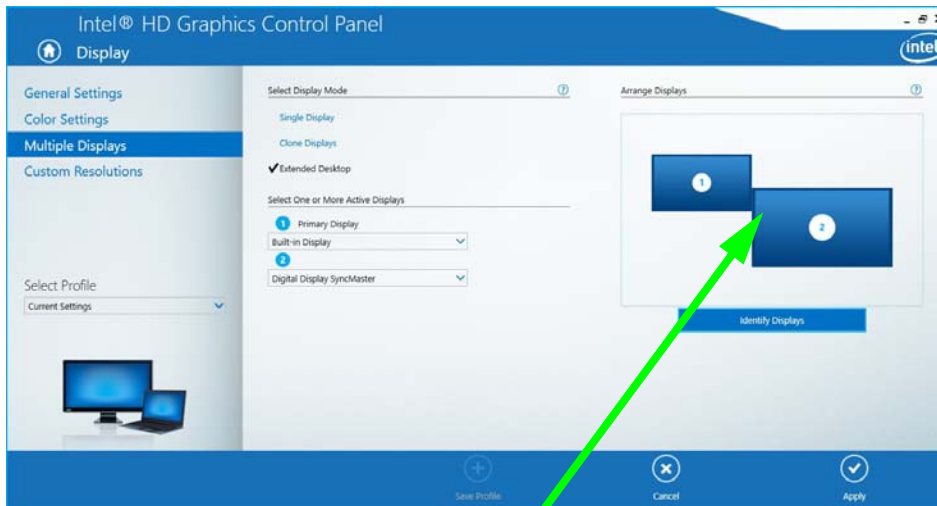 Intel® HD Graphics Control Panel
Display
intel
General Settings
Color Settings
Multiple Displays
Custom Resolutions
Select Profile
Current Settings
Select Display Mode
Single Display
Clone Displays
Extended Desktop
Select One or More Active Displays
1 Primary Display
Built-in Display
2
Digital Display SyncMaster
Arrange Displays
1
2
Identify Displays
Save Profile
Cancel
Apply